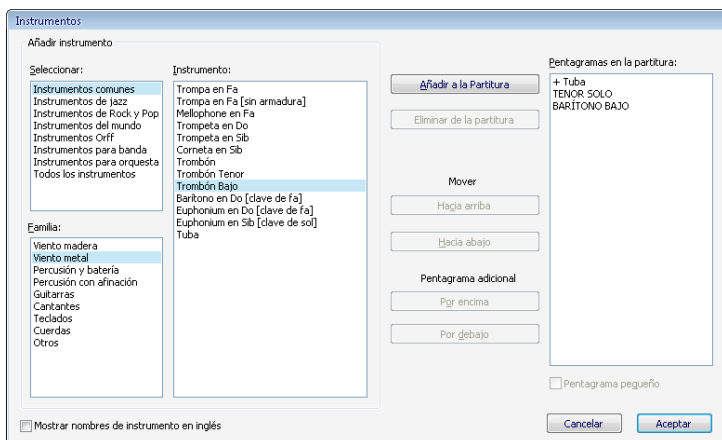 Instrumentos
Añadir instrumento
Seleccionar:
Instrumentos comunes
Instrumentos de jazz
Instrumentos de Rock y Pop
Instrumentos del mundo
Instrumentos Orff
Instrumentos para banda
Instrumentos para orquesta
Todos los instrumentos
Familia:
Viento madera
Viento metal
Percusión y batería
Percusión con afinación
Guitarras
Cantantes
Teclados
Cuerdas
Otros
Instrumento:
Trompa en Fa
Trompa en Fa [sin armadura]
Mellophone en Fa
Trompeta en Do
Trompeta en Sib
Corneta en Sib
Trombón
Trombón Tenor
Trombón Bajo
Barítono en Do [clave de fa]
Euphonium en Do [clave de fa]
Euphonium en Sib [clave de sol]
Tuba
Añadir a la Partitura
Eliminar de la partitura
Mover
Hacia arriba
Hacia abajo
Pentagrama adicional
Por encima
Por debajo
Pentagramas en la partitura:
+ Tuba
TENOR SOLO
BARÍTONO BAJO
Pentagrama pequeño
Mostrar nombres de instrumento en inglés
Cancelar
Aceptar